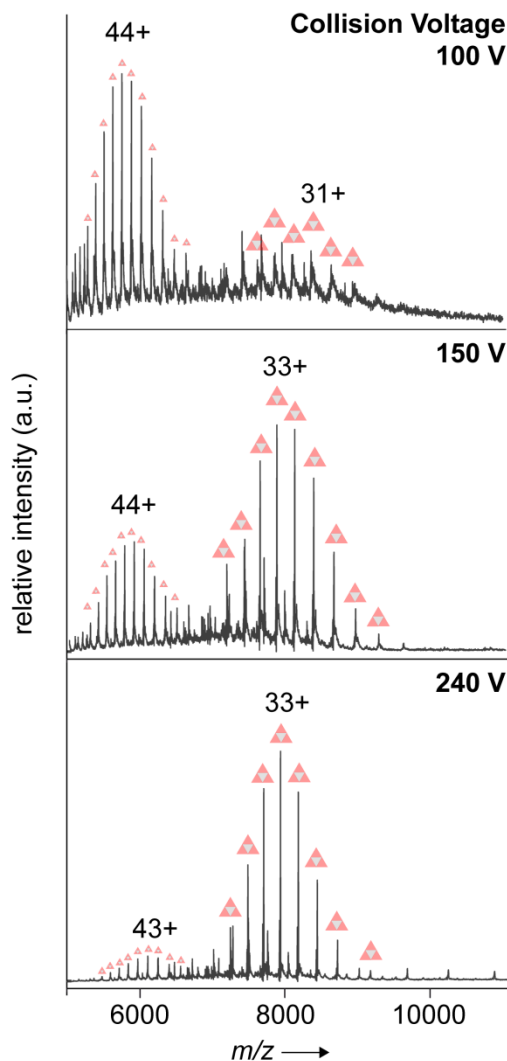 Collision Voltage
100 V
44+
31+
150 V
33+
44+
240 V
33+
43+
relative intensity (a.u.)
6000 8000 10000
m/z